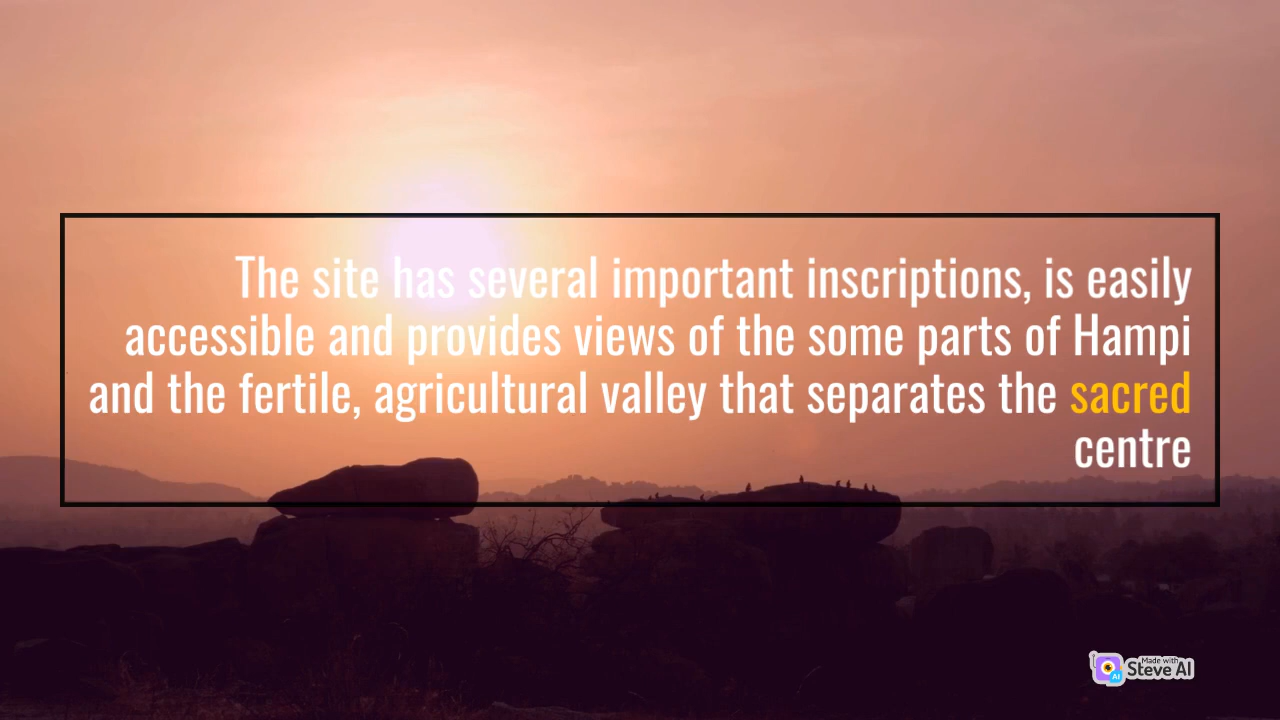 The site has several important inscriptions, is easily
accessible and provides views of the some parts of Hampi
and the fertile, agricultural valley that separates the sacred
centre
Made with
Steve AI
AI